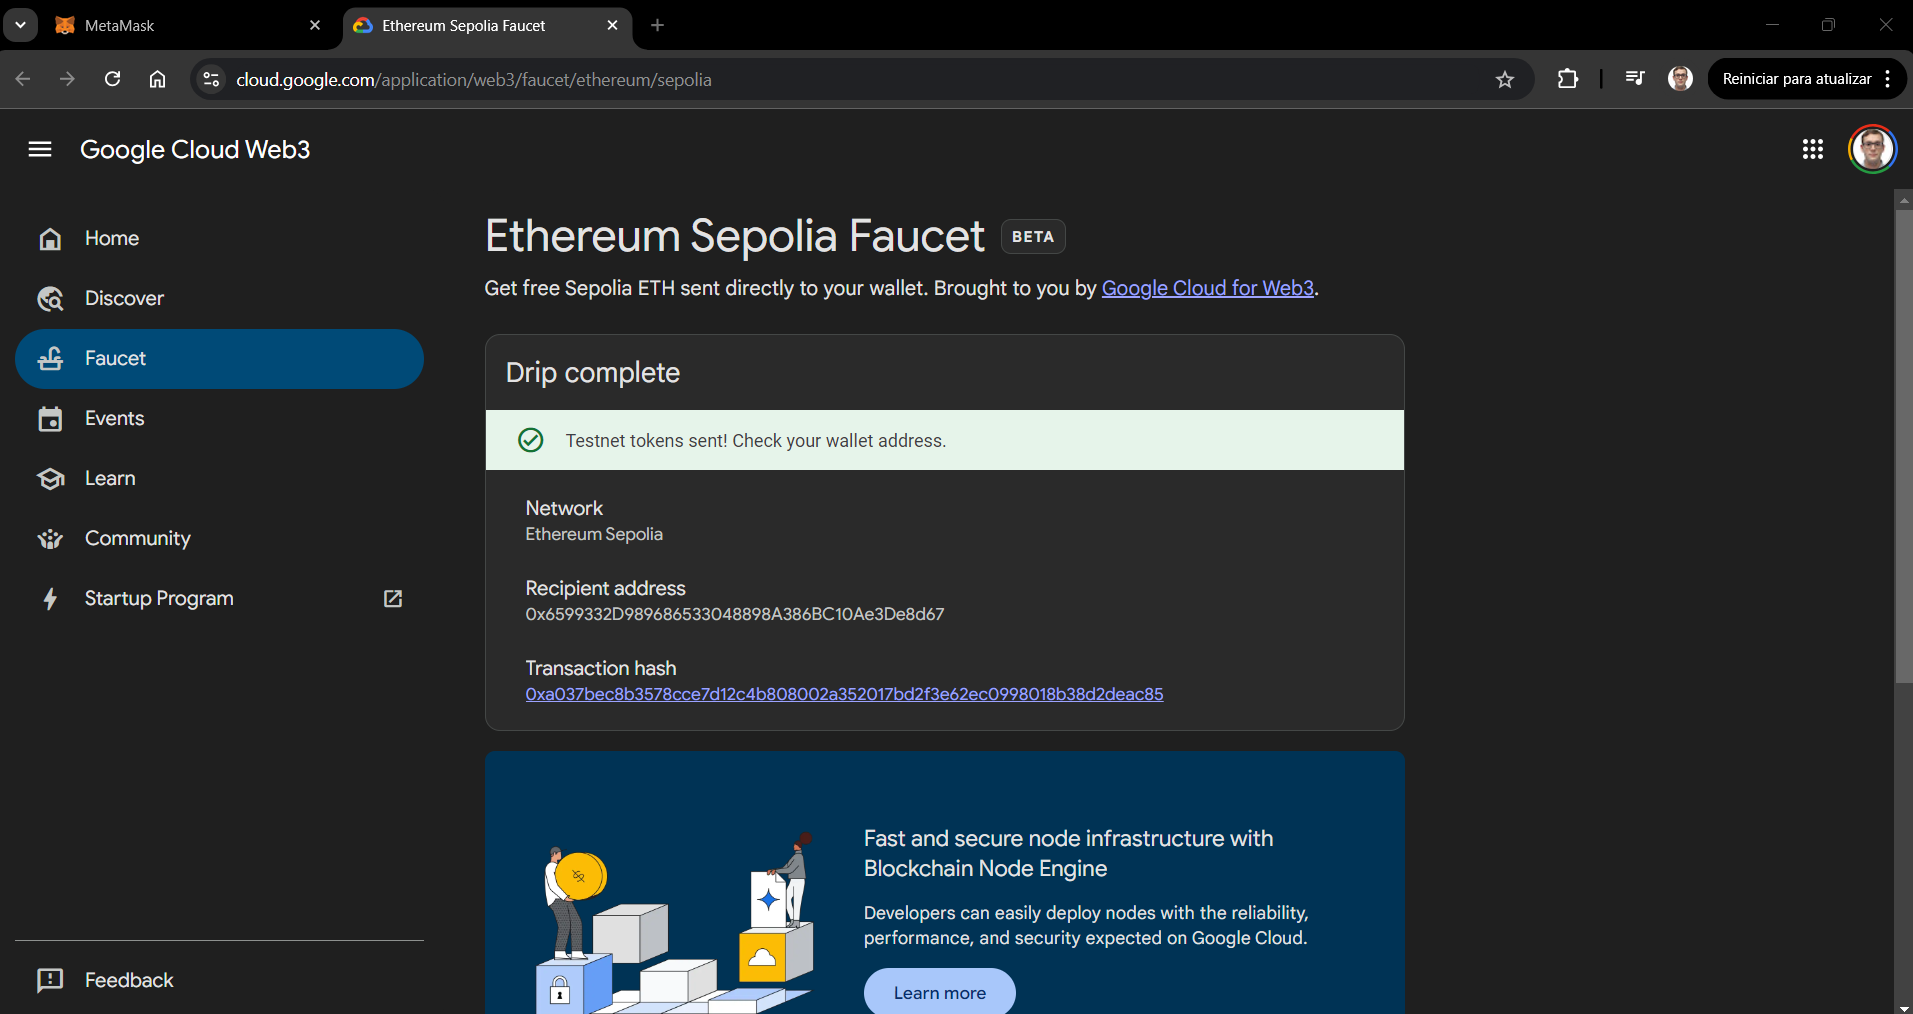 MetaMask
Ethereum Sepolia Faucet
cloud.google.com/application/web3/faucet/ethereum/sepolia
Reiniciar para atualizar
Google Cloud Web3
Home
Discover
Faucet
Events
Learn
Community
Startup Program
Feedback
Ethereum Sepolia Faucet BETA
Get free Sepolia ETH sent directly to your wallet. Brought to you by Google Cloud for Web3.
Drip complete
Testnet tokens sent! Check your wallet address.
Network
Ethereum Sepolia
Recipient address
0x6599332D989686533048898A386BC10Ae3De8d67
Transaction hash
0xa037bec8b3578cce7d12c4b808002a352017bd2f3e62ec0998018b38d2deac85
Fast and secure node infrastructure with
Blockchain Node Engine
Developers can easily deploy nodes with the reliability,
performance, and security expected on Google Cloud.
Learn more